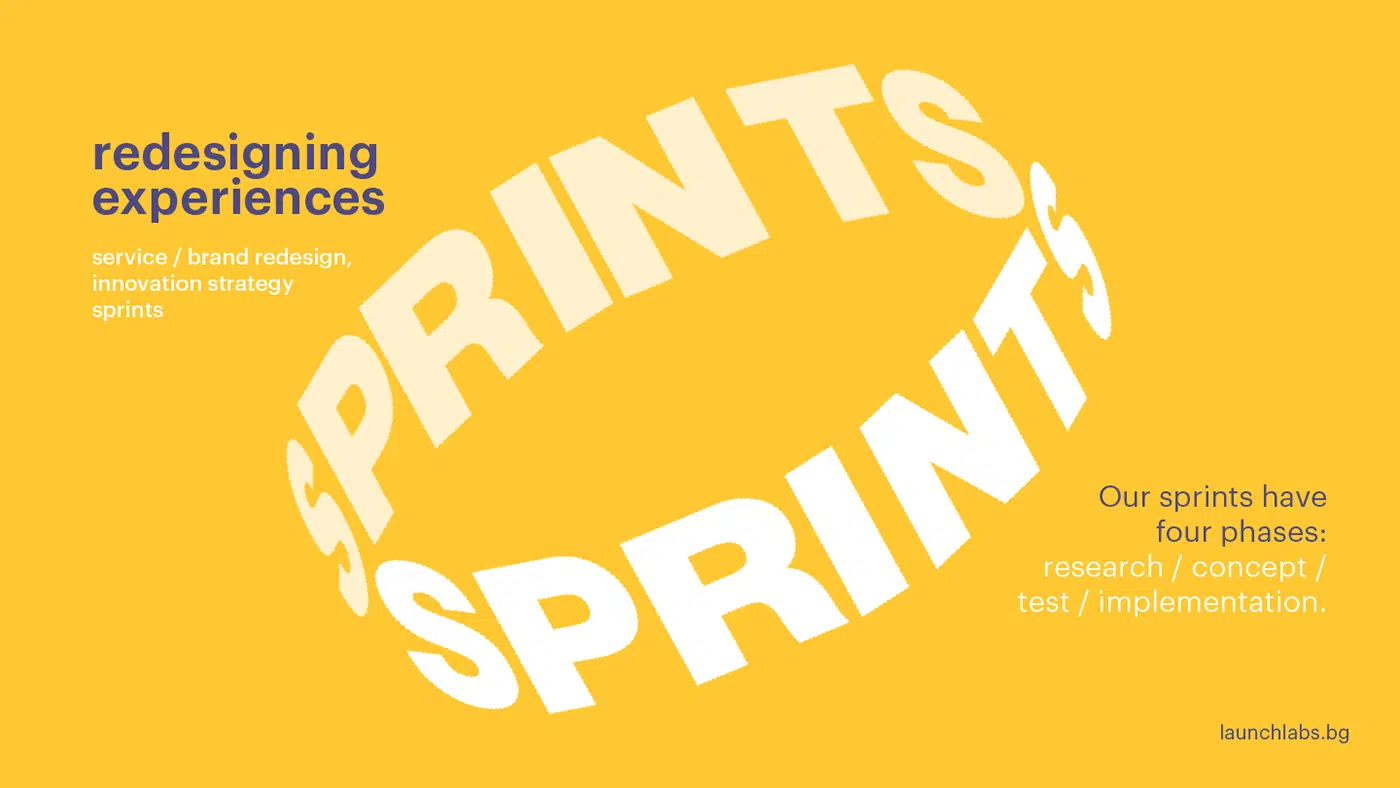 redesigning
experiences
service / brand redesign,
innovation strategy
sprints
SPRINTS
SPRINTS
Our sprints have
four phases:
research / concept /
test / implementation.
launchlabs.bg